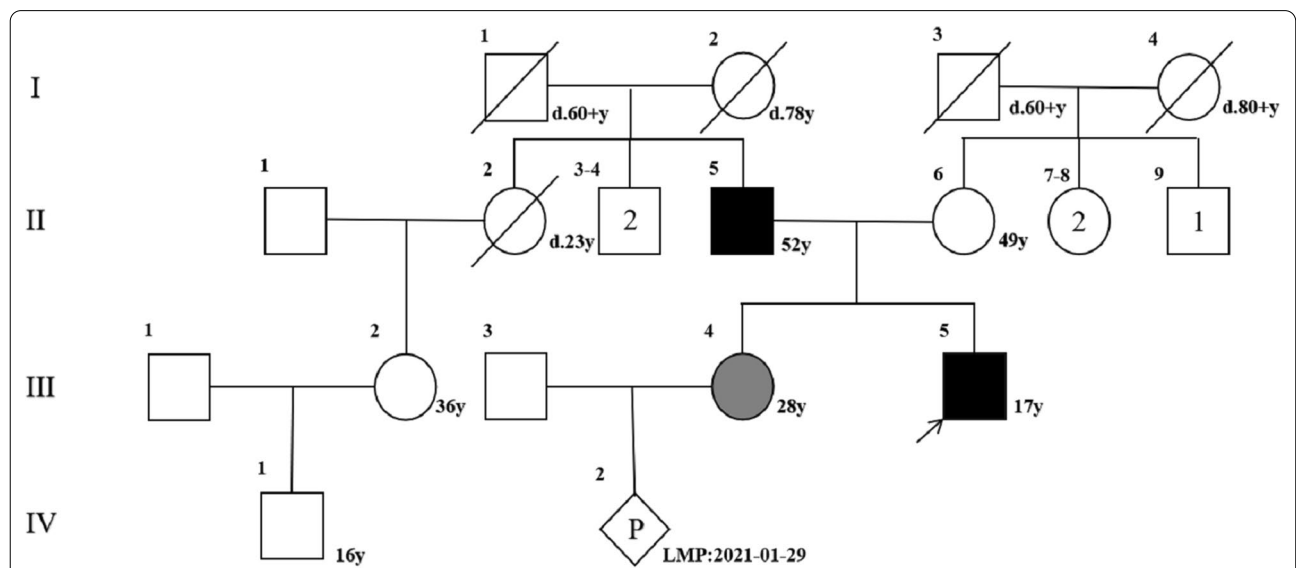 1 2 3 4
I
d.60+y d.78y d.60+y d.80+y
1 2 3-4 5 6 7-8 9
II 2 2 1
d.23y 52y 49y
1 2 3 4 5
III
36y 28y 17y
1 2
IV P
16y LMP:2021-01-29